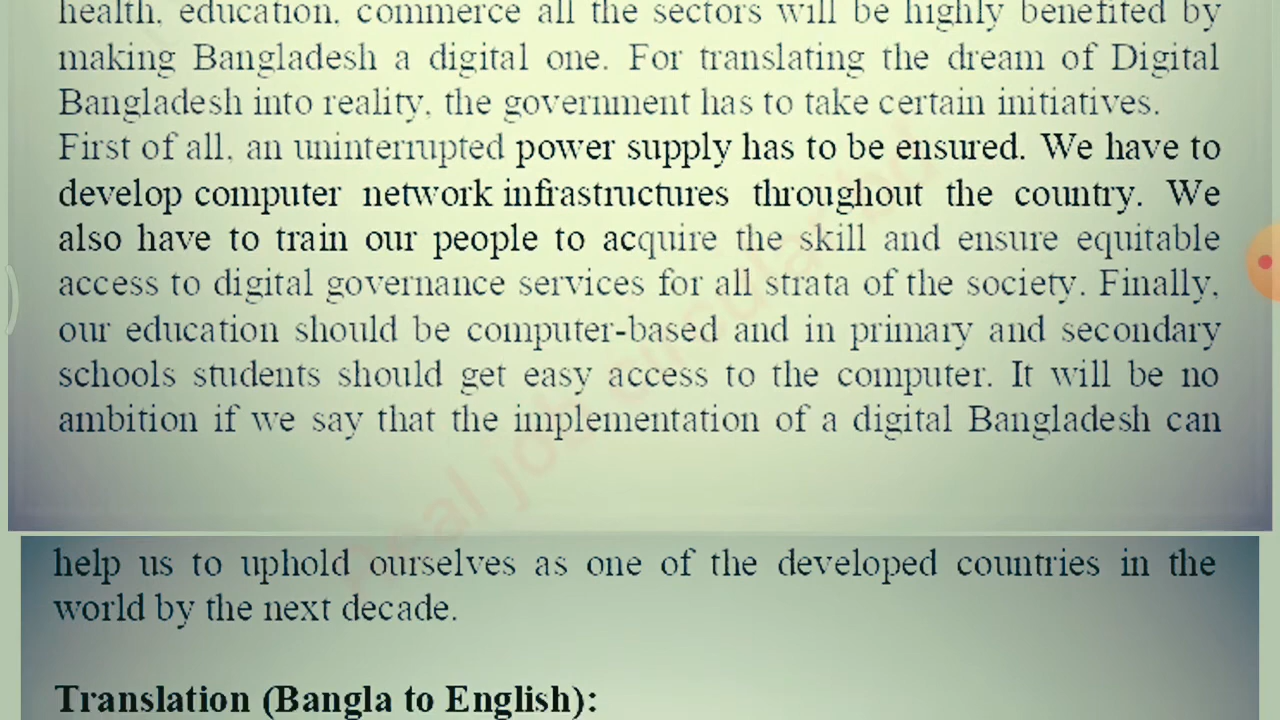 health, education, commerce all the sectors will be highly benefited by
making Bangladesh a digital one. For translating the dream of Digital
Bangladesh into reality, the government has to take certain initiatives.
First of all, an uninterrupted power supply has to be ensured. We have to
develop computer network infrastructures throughout the country. We
also have to train our people to acquire the skill and ensure equitable
access to digital governance services for all strata of the society. Finally,
our education should be computer-based and in primary and secondary
schools students should get easy access to the computer. It will be no
ambition if we say that the implementation of a digital Bangladesh can
help us to uphold ourselves as one of the developed countries in the
world by the next decade.
Translation (Bangla to English):